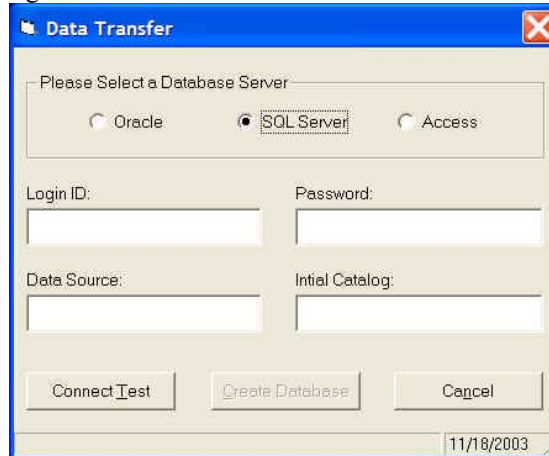 Data Transfer
Please Select a Database Server
Oracle SQL Server Access
Login ID: Password:
Data Source: Intial Catalog:
Connect Test Create Database Cancel
11/18/2003